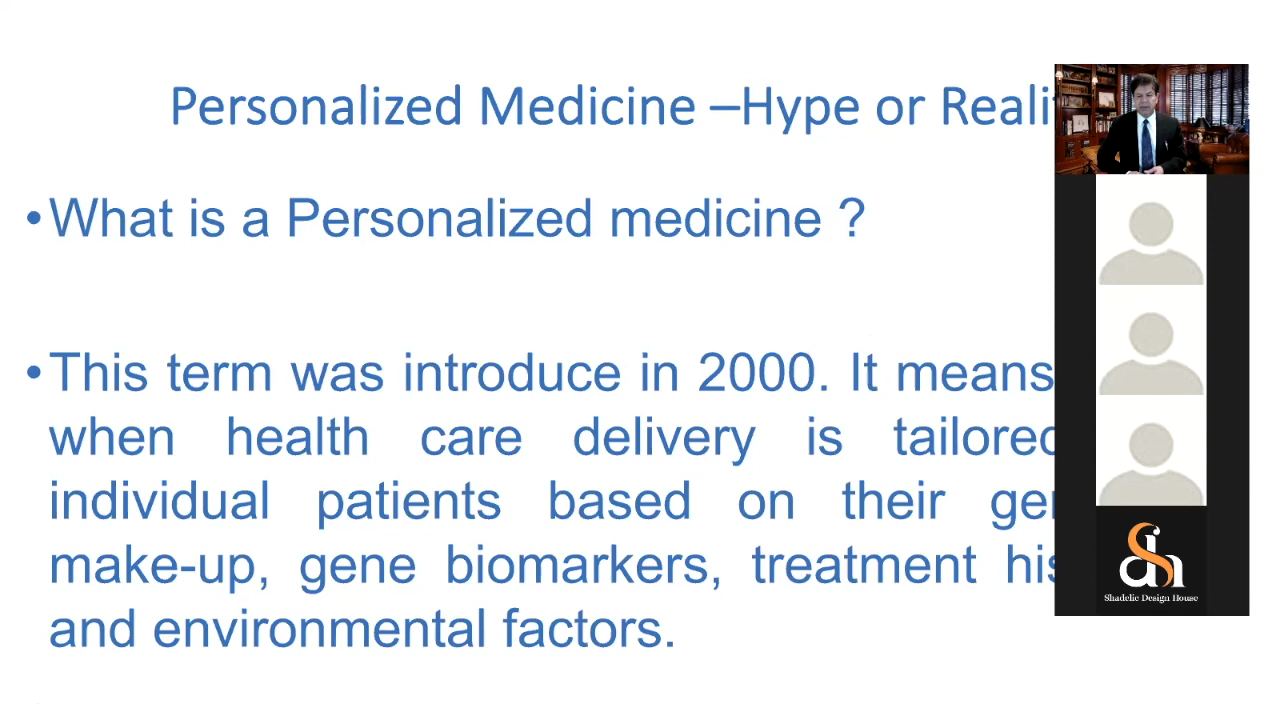 Personalized Medicine –Hype or Reali
•What is a Personalized medicine ?
•This term was introduce in 2000. It means
when health care delivery is tailored
individual patients based on their ge
make-up, gene biomarkers, treatment his
and environmental factors.
Shadelic Design House